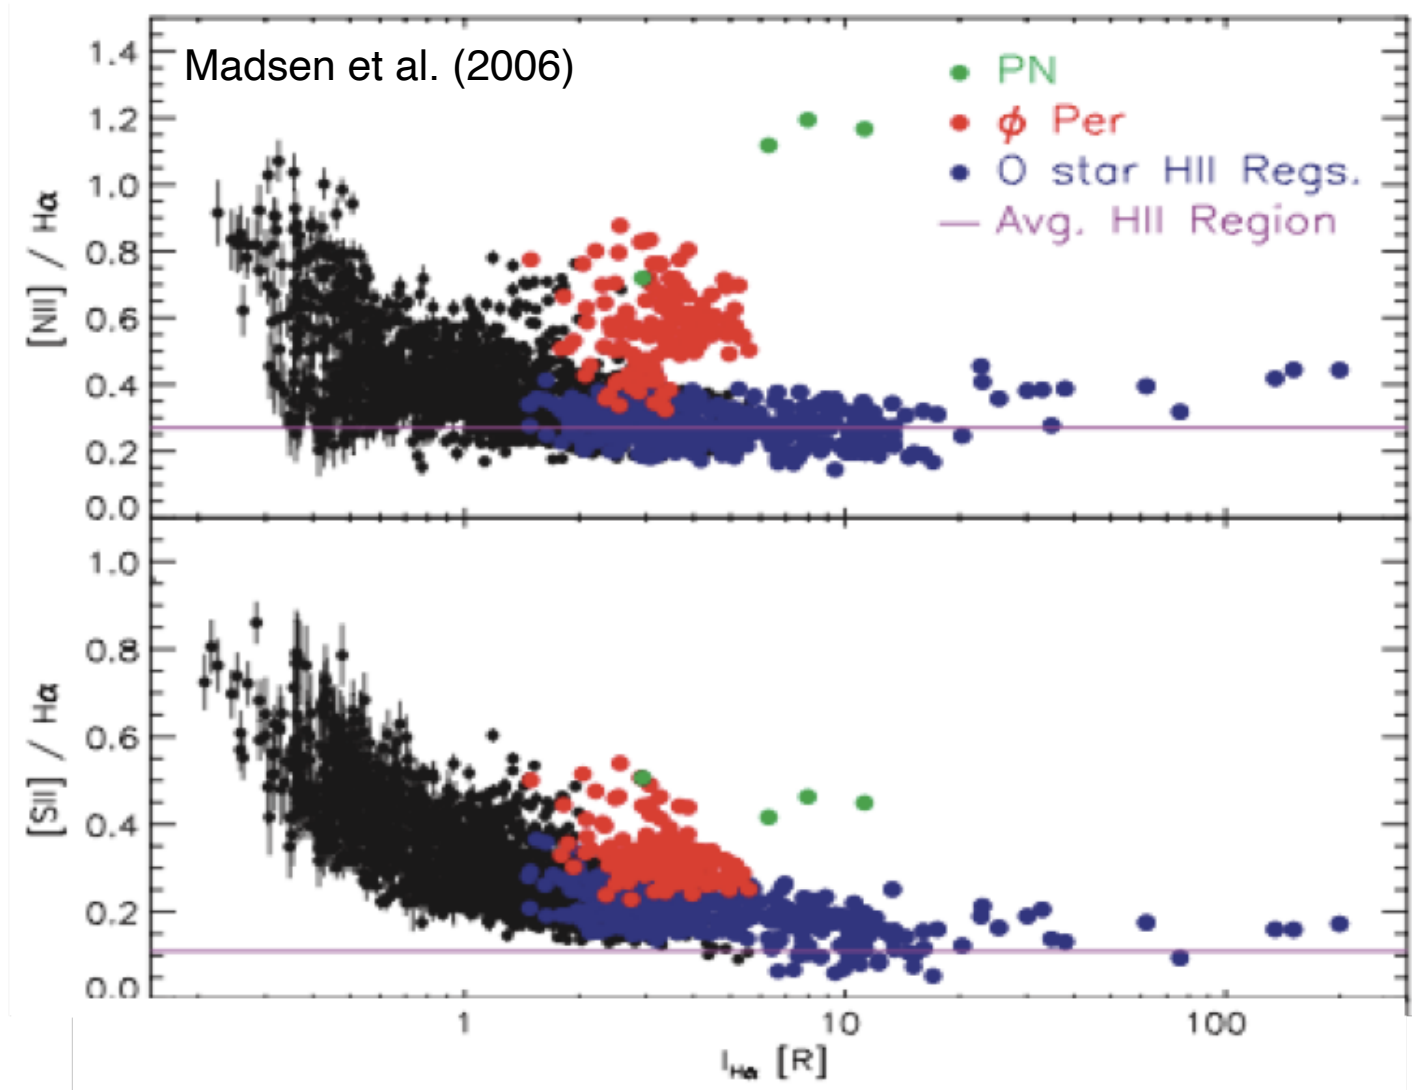 Madsen et al. (2006)
PN
ϕ Per
O star HII Regs.
Avg. HII Region
[NII] / Hα
1.4
1.2
1.0
0.8
0.6
0.4
0.2
0.0
[SII] / Hα
1.0
0.8
0.6
0.4
0.2
0.0
1
10
100
I_Hα [R]